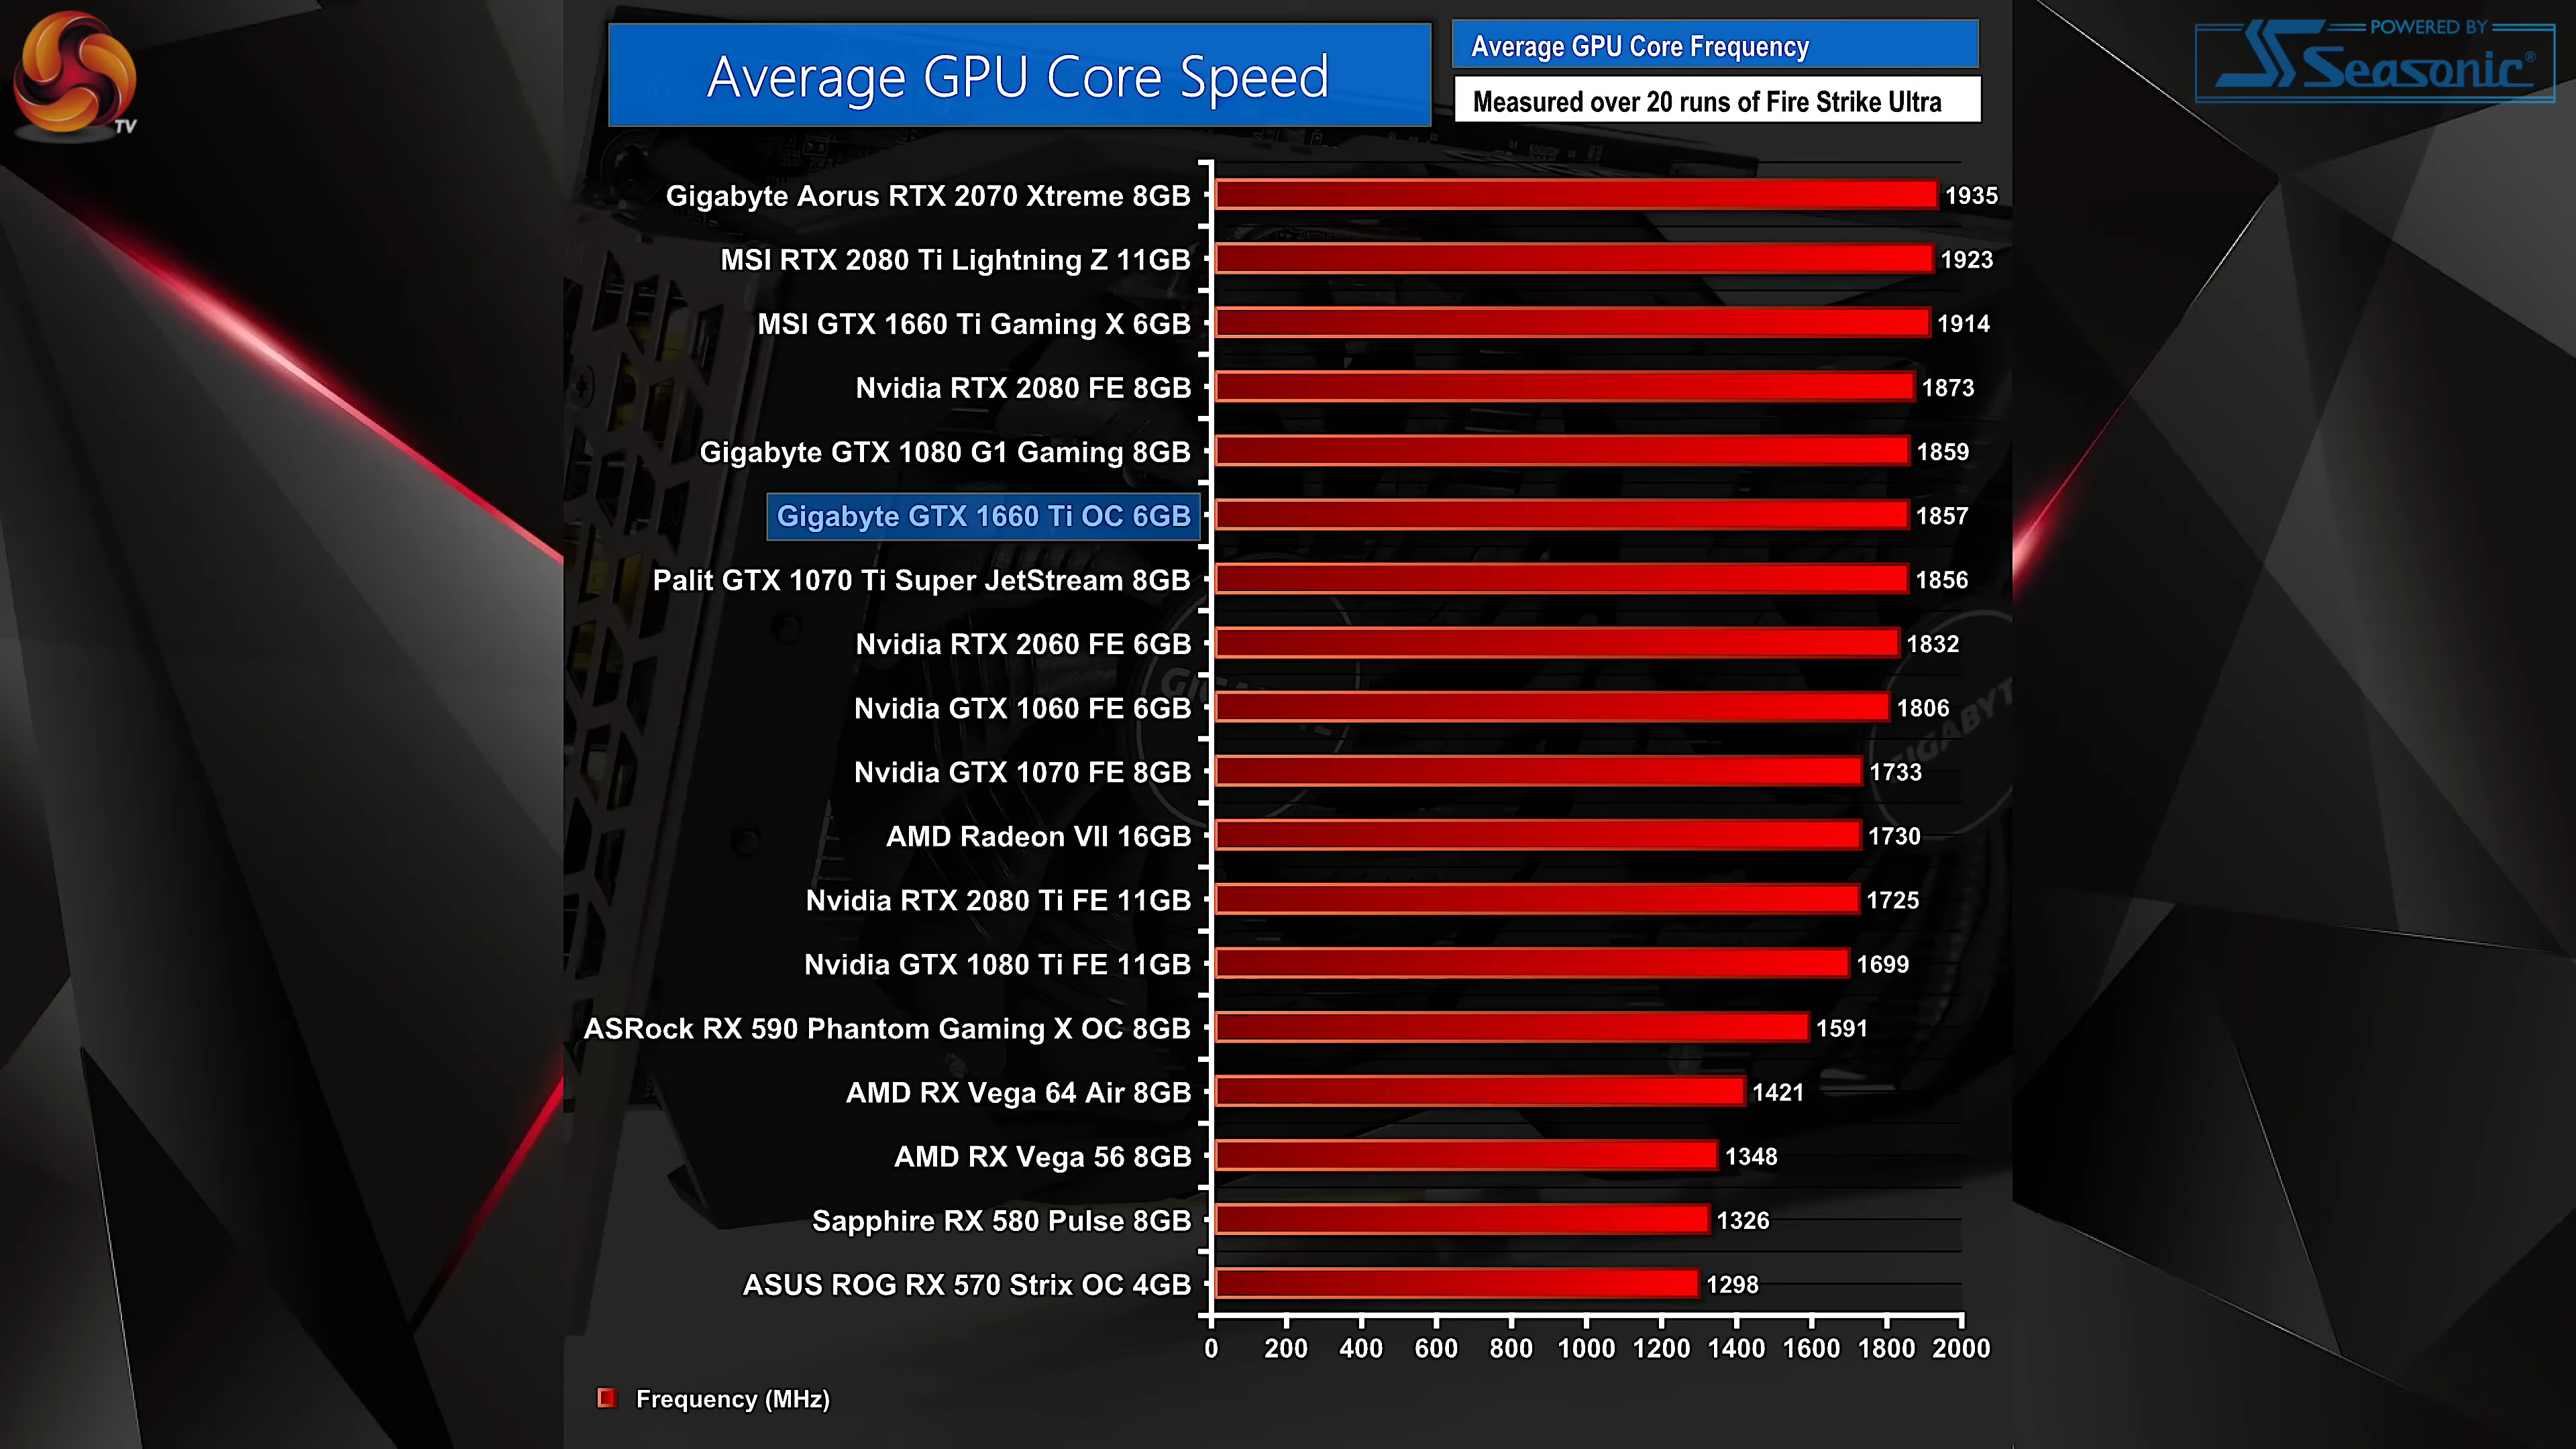 TV
Average GPU Core Speed
Average GPU Core Frequency
Measured over 20 runs of Fire Strike Ultra
POWERED BY
Seasonic®
Gigabyte Aorus RTX 2070 Xtreme 8GB 1935
MSI RTX 2080 Ti Lightning Z 11GB 1923
MSI GTX 1660 Ti Gaming X 6GB 1914
Nvidia RTX 2080 FE 8GB 1873
Gigabyte GTX 1080 G1 Gaming 8GB 1859
Gigabyte GTX 1660 Ti OC 6GB 1857
Palit GTX 1070 Ti Super JetStream 8GB 1856
Nvidia RTX 2060 FE 6GB 1832
Nvidia GTX 1060 FE 6GB 1806
Nvidia GTX 1070 FE 8GB 1733
AMD Radeon VII 16GB 1730
Nvidia RTX 2080 Ti FE 11GB 1725
Nvidia GTX 1080 Ti FE 11GB 1699
ASRock RX 590 Phantom Gaming X OC 8GB 1591
AMD RX Vega 64 Air 8GB 1421
AMD RX Vega 56 8GB 1348
Sapphire RX 580 Pulse 8GB 1326
ASUS ROG RX 570 Strix OC 4GB 1298
0 200 400 600 800 1000 1200 1400 1600 1800 2000
Frequency (MHz)